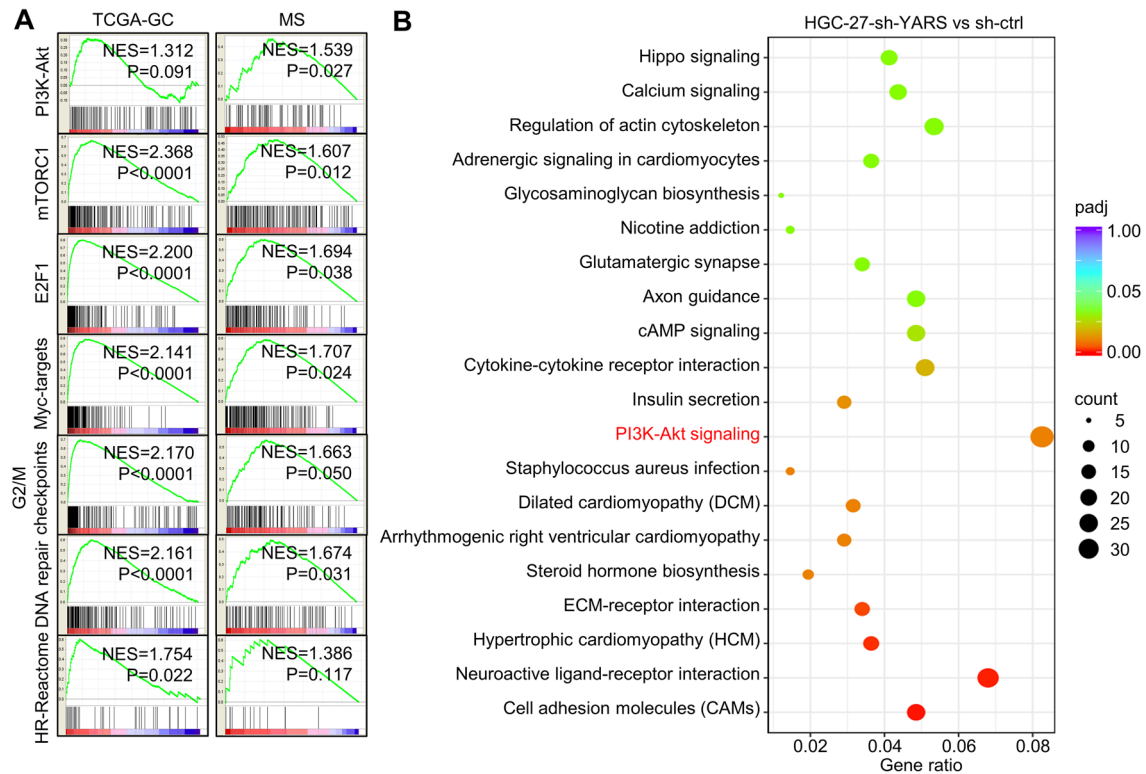 A
TCGA-GC
MS
PI3K-Akt
NES=1.312
P=0.091
NES=1.539
P=0.027
mTORC1
NES=2.368
P<0.0001
NES=1.607
P=0.012
E2F1
NES=2.200
P<0.0001
NES=1.694
P=0.038
Myc-targets
NES=2.141
P<0.0001
NES=1.707
P=0.024
G2/M
checkpoints
NES=2.170
P<0.0001
NES=1.663
P=0.050
DNA repair
NES=2.161
P<0.0001
NES=1.674
P=0.031
HR-Reactome
NES=1.754
P=0.022
NES=1.386
P=0.117
B
HGC-27-sh-YARS vs sh-ctrl
Hippo signaling
Calcium signaling
Regulation of actin cytoskeleton
Adrenergic signaling in cardiomyocytes
Glycosaminoglycan biosynthesis
Nicotine addiction
Glutamatergic synapse
Axon guidance
cAMP signaling
Cytokine-cytokine receptor interaction
Insulin secretion
PI3K-Akt signaling
Staphylococcus aureus infection
Dilated cardiomyopathy (DCM)
Arrhythmogenic right ventricular cardiomyopathy
Steroid hormone biosynthesis
ECM-receptor interaction
Hypertrophic cardiomyopathy (HCM)
Neuroactive ligand-receptor interaction
Cell adhesion molecules (CAMs)
0.02 0.04 0.06 0.08
Gene ratio
padj
1.00
0.05
0.00
count
5
10
15
20
25
30